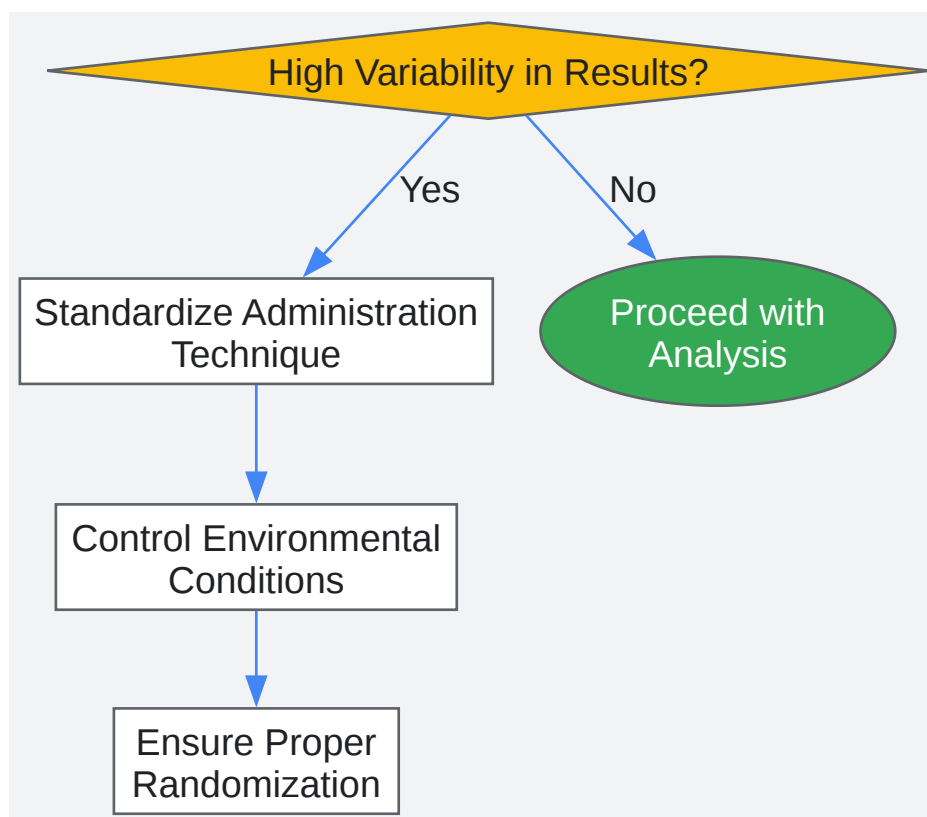 High Variability in Results?
Yes
No
Standardize Administration
Technique
Proceed with
Analysis
Control Environmental
Conditions
Ensure Proper
Randomization